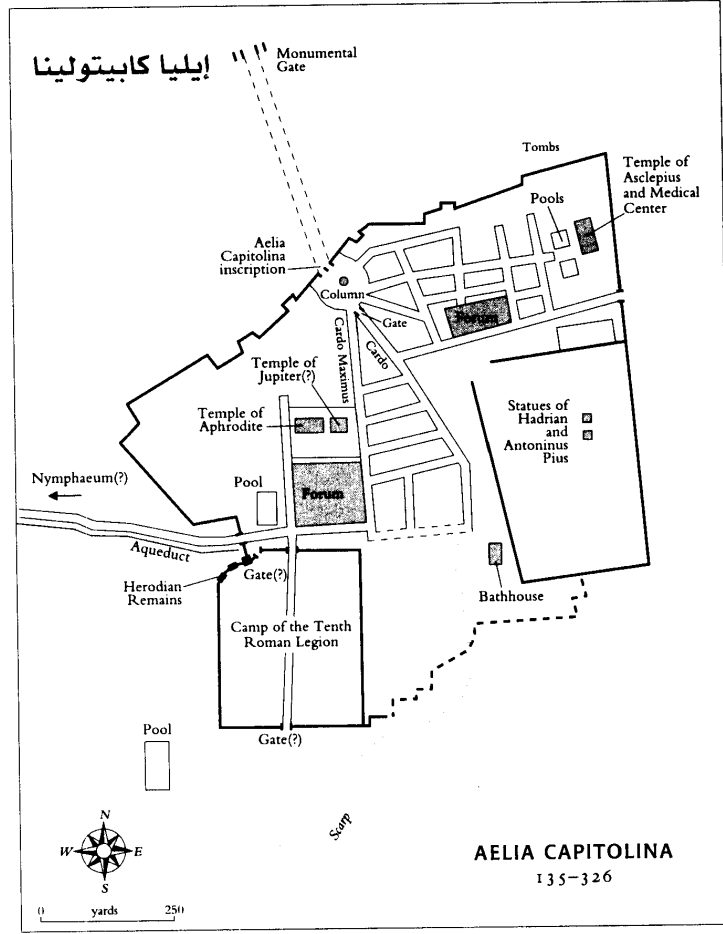 إيليا كابيتولينا
Monumental
Gate
Tombs
Temple of
Asclepius
and Medical
Center
Pools
Aelia
Capitolina
inscription
Column
Gate
Forum
Cardo Maximus
Cardo
Temple of
Jupiter(?)
Temple of
Aphrodite
Statues of
Hadrian
and
Antoninus
Pius
Nymphaeum(?)
Pool
Forum
Aqueduct
Herodian
Remains
Gate(?)
Bathhouse
Camp of the Tenth
Roman Legion
Gate(?)
Pool
Scarp
N
W E
S
0 yards 250
AELIA CAPITOLINA
135–326